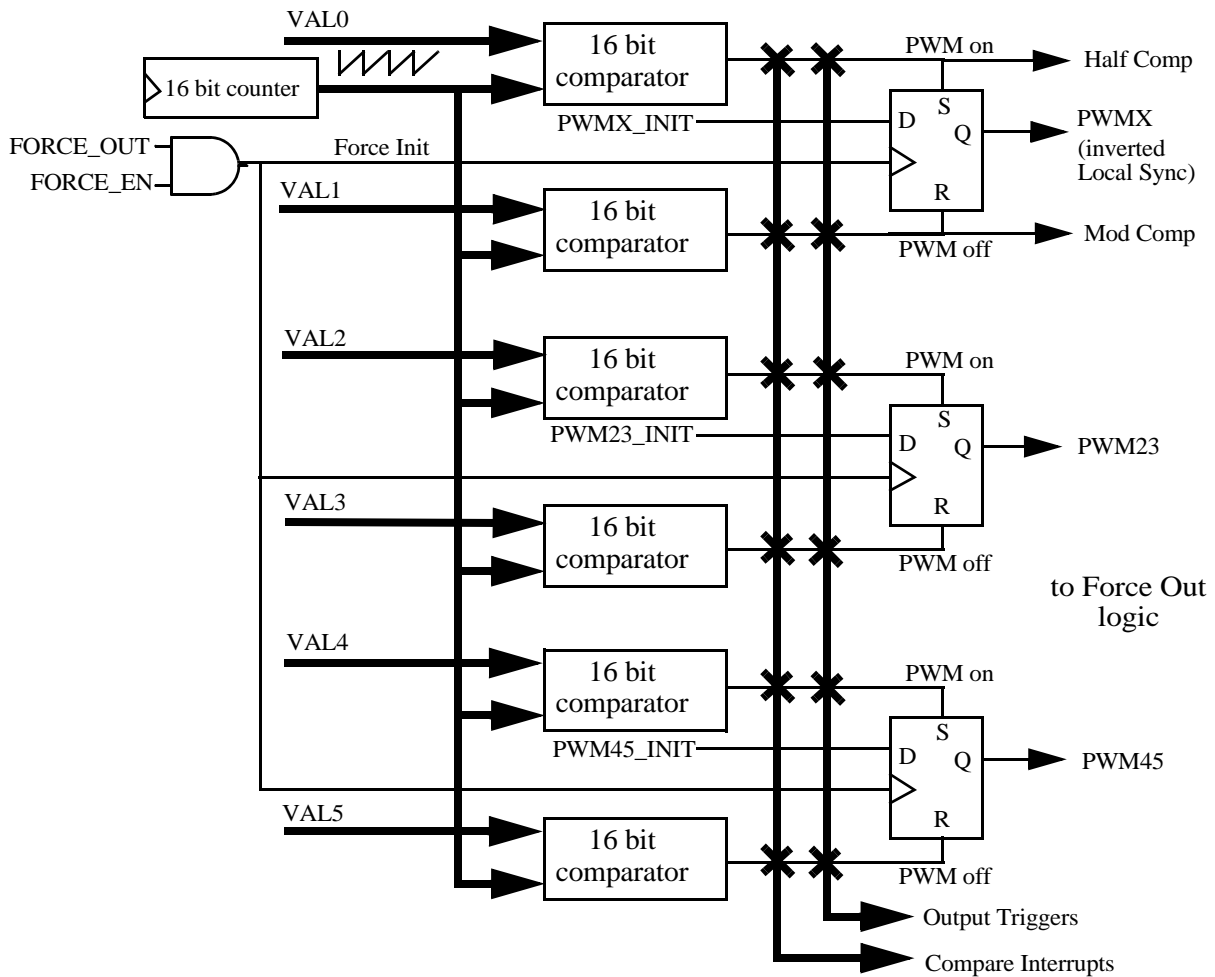 VAL0
16 bit
comparator
PWM on
Half Comp
16 bit counter
S
PWMX_INIT
D
Q
PWMX
(inverted
Local Sync)
FORCE_OUT
FORCE_EN
Force Init
VAL1
16 bit
comparator
R
PWM off
Mod Comp
VAL2
16 bit
comparator
PWM on
S
PWM23_INIT
D
Q
PWM23
VAL3
16 bit
comparator
R
PWM off
to Force Out
logic
VAL4
16 bit
comparator
PWM on
S
PWM45_INIT
D
Q
PWM45
VAL5
16 bit
comparator
R
PWM off
Output Triggers
Compare Interrupts